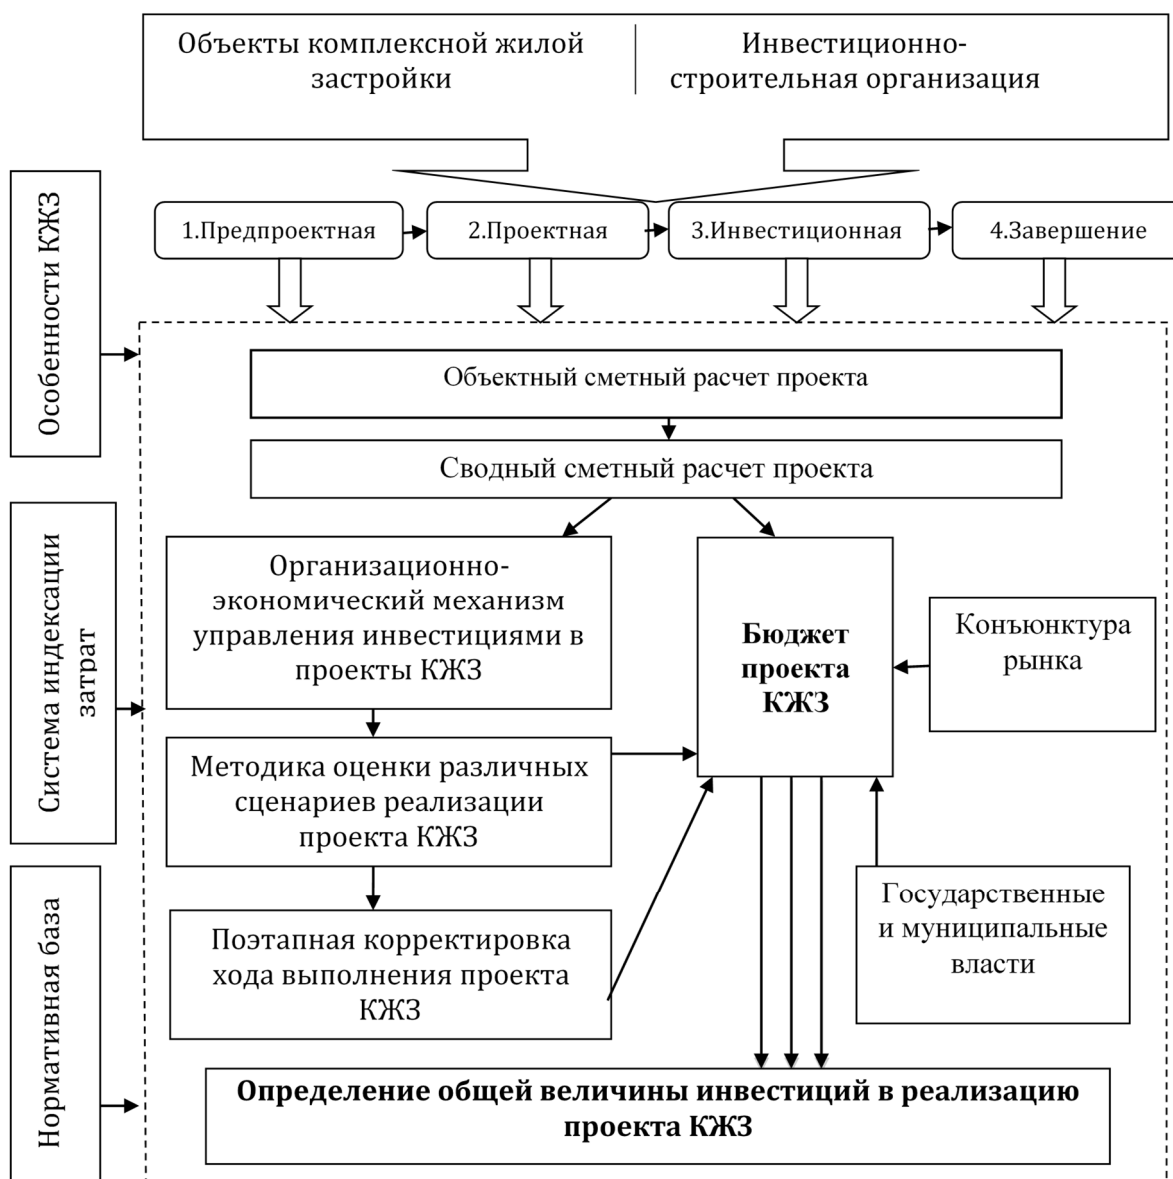 Объекты комплексной жилой
застройки
Инвестиционно-
строительная организация
Особенности КЖЗ
1.Предпроектная
2.Проектная
3.Инвестиционная
4.Завершение
Объектный сметный расчет проекта
Сводный сметный расчет проекта
Система индексации
затрат
Организационно-
экономический механизм
управления инвестициями в
проекты КЖЗ
Бюджет
проекта
КЖЗ
Конъюнктура
рынка
Методика оценки различных
сценариев реализации
проекта КЖЗ
Нормативная база
Поэтапная корректировка
хода выполнения проекта
КЖЗ
Государственные
и муниципальные
власти
Определение общей величины инвестиций в реализацию
проекта КЖЗ